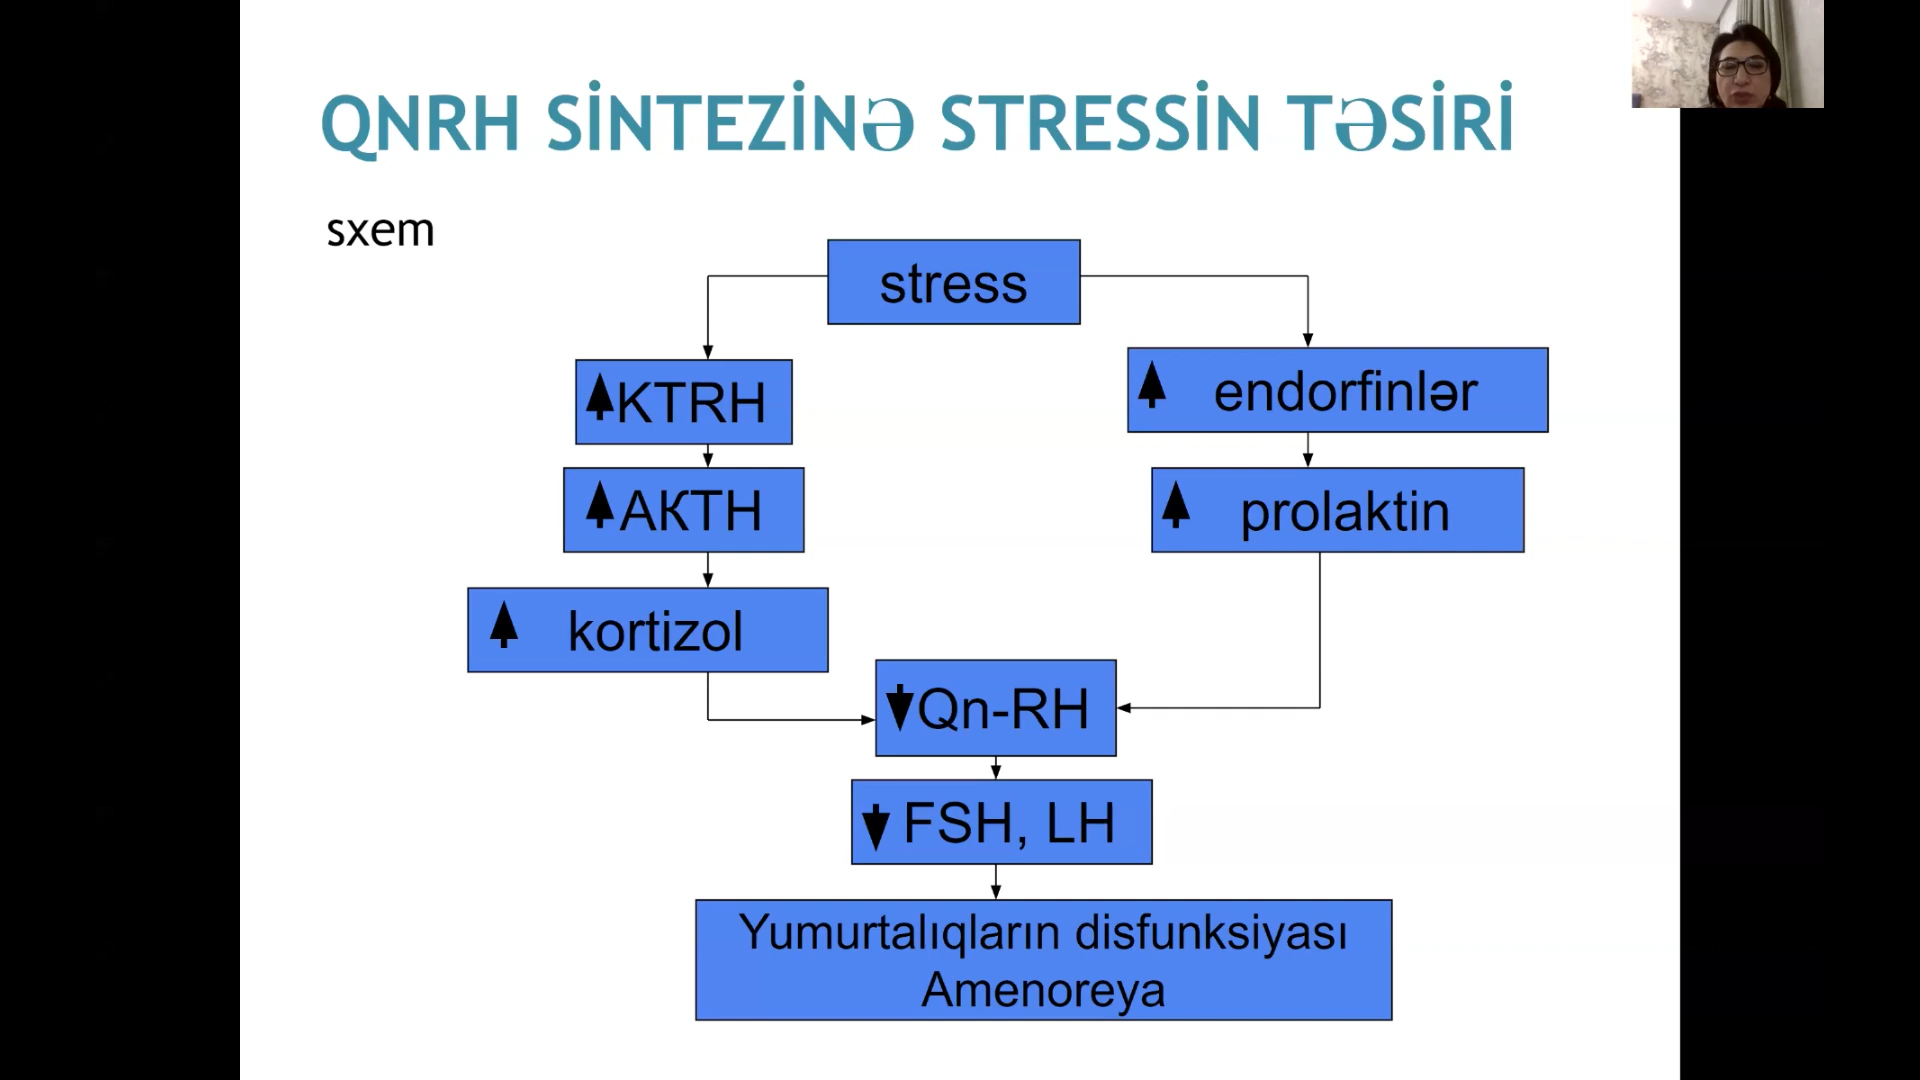 QNRH SİNTEZİNƏ STRESSİN TƏSİRİ
sxem
stress
KTRH
endorfinlər
АКТН
prolaktin
kortizol
Qn-RH
FSH, LH
Yumurtalıqların disfunksiyası
Amenoreya